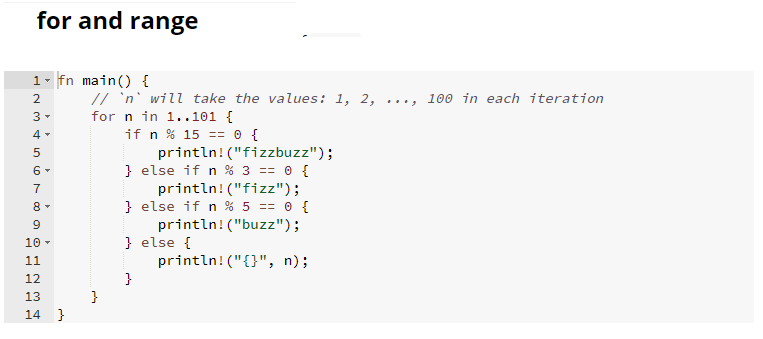 for and range
1 fn main() {
2 // `n` will take the values: 1, 2, ..., 100 in each iteration
3 for n in 1..101 {
4 if n % 15 == 0 {
5 println!("fizzbuzz");
6 } else if n % 3 == 0 {
7 println!("fizz");
8 } else if n % 5 == 0 {
9 println!("buzz");
10 } else {
11 println!("{}", n);
12 }
13 }
14 }